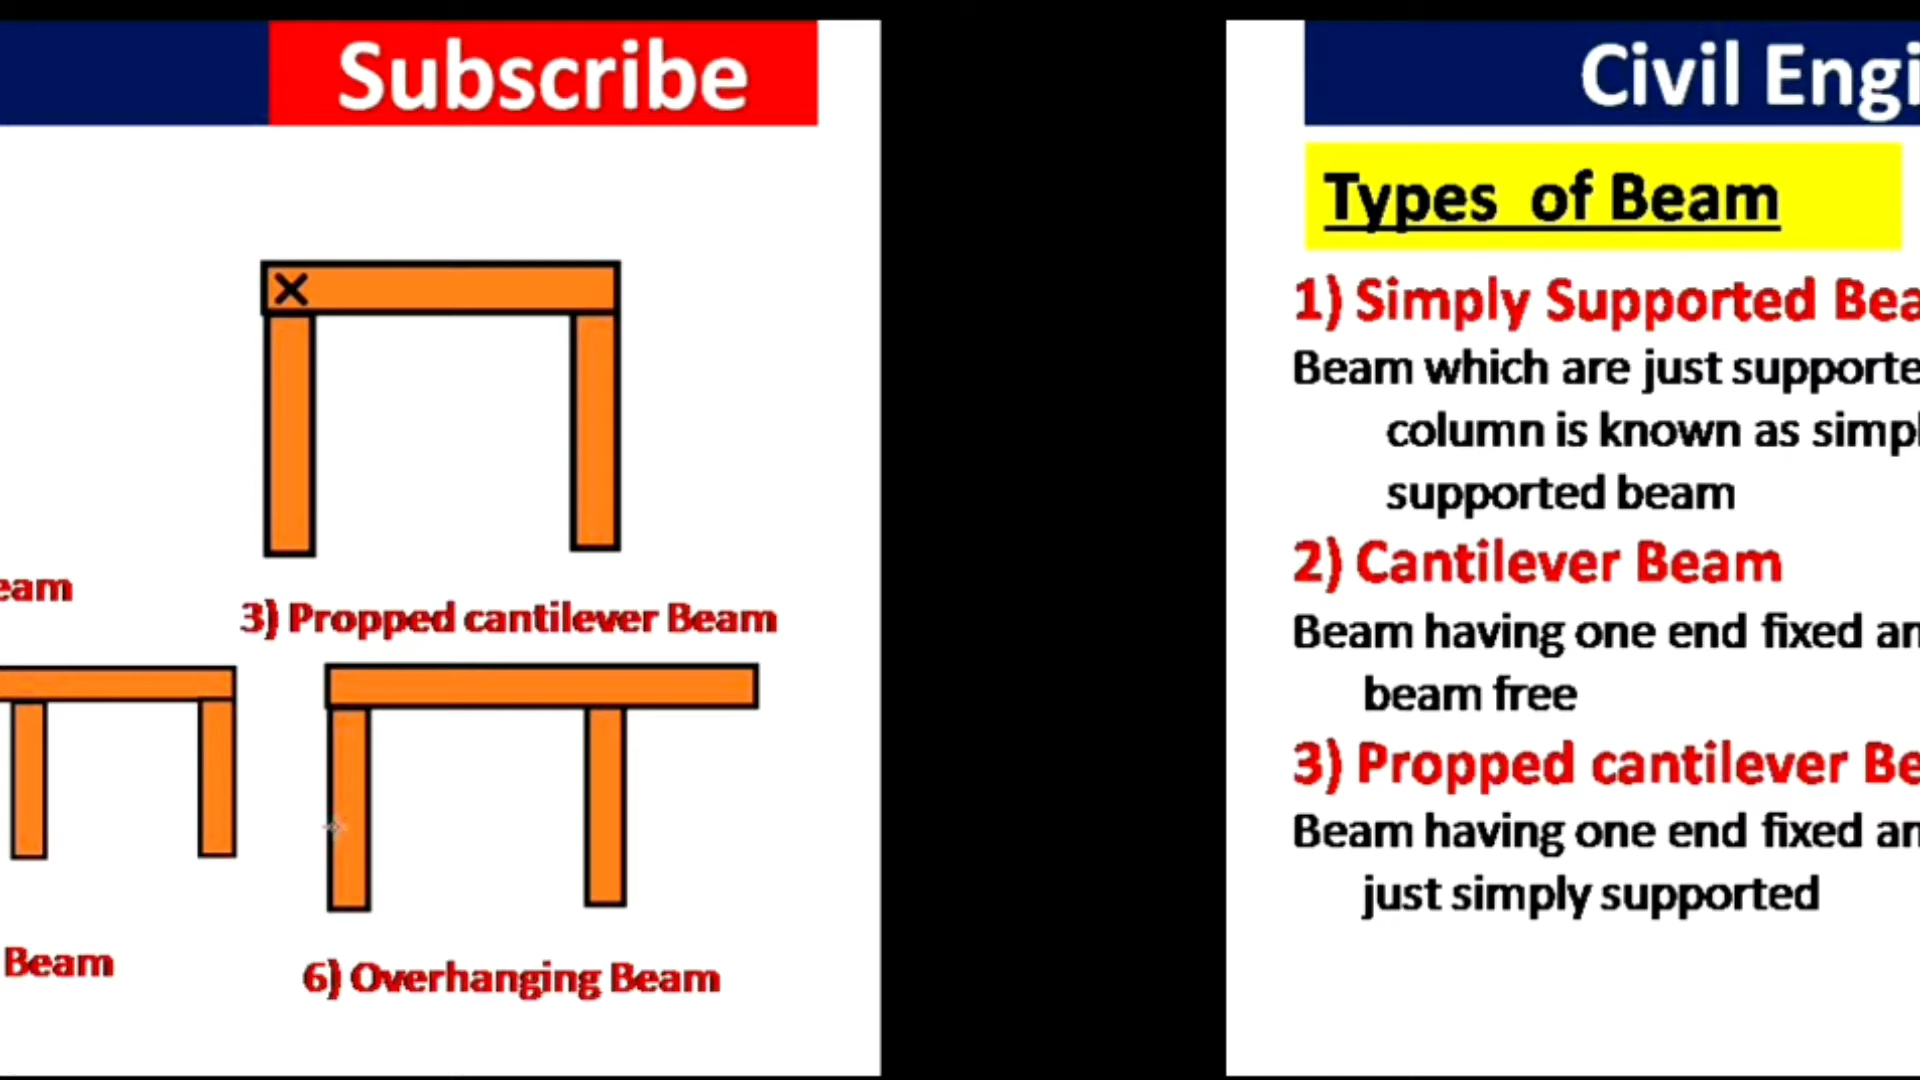 Subscribe
eam
3) Propped cantilever Beam
Beam
6) Overhanging Beam
Civil Engi
Types of Beam
1) Simply Supported Bea
Beam which are just supporte
column is known as simpl
supported beam
2) Cantilever Beam
Beam having one end fixed an
beam free
3) Propped cantilever Be
Beam having one end fixed an
just simply supported